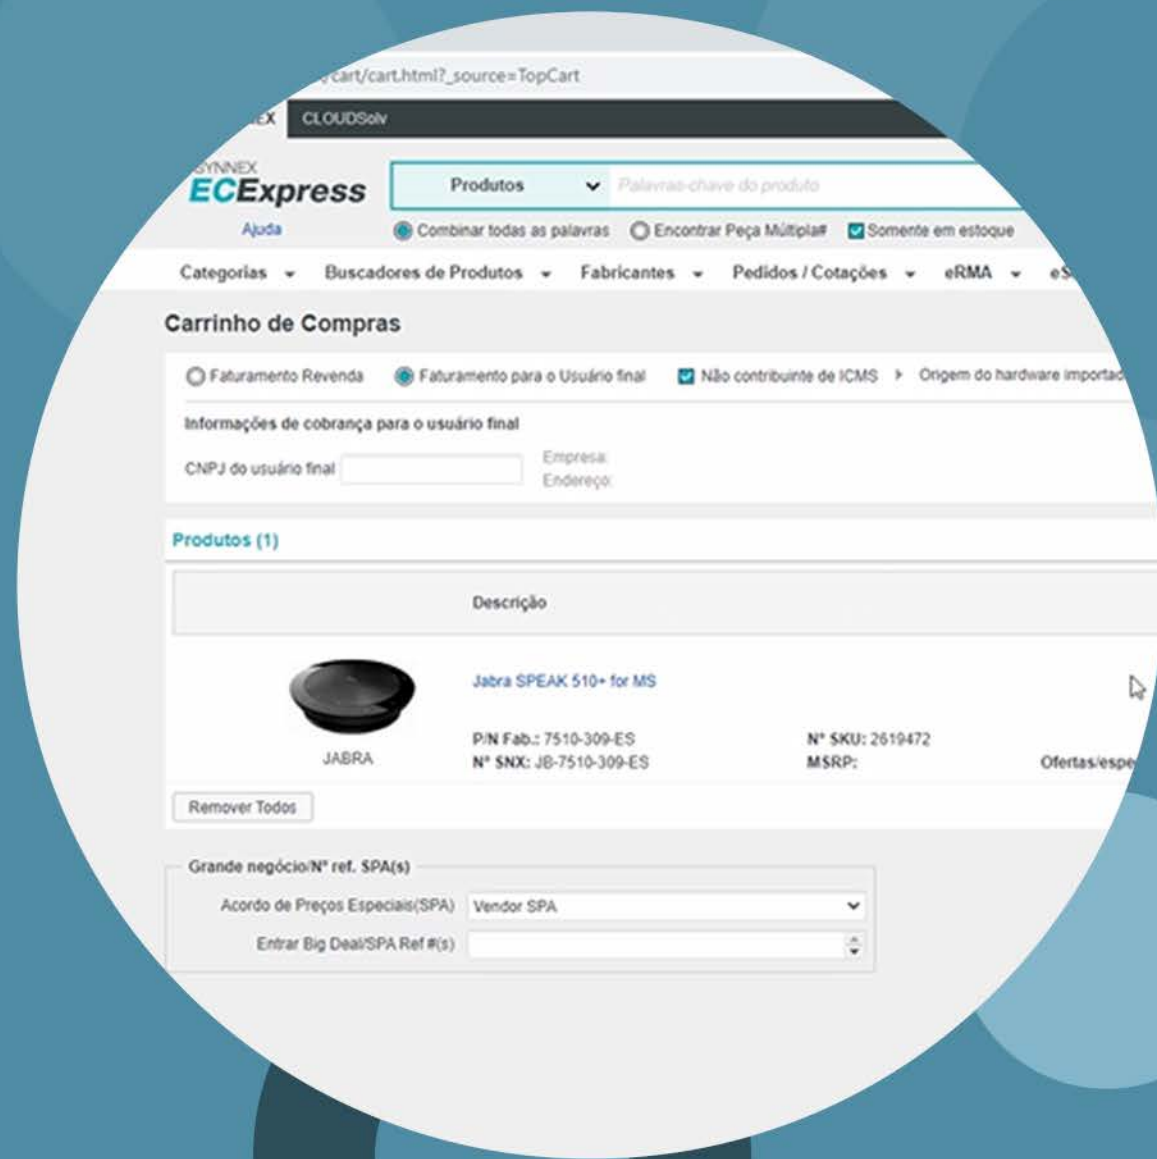 cart/cart.html?_source=TopCart
EX CLOUDSolv
SYNNEX
ECExpress Produtos Palavras-chave do produto
Ajuda Combinar todas as palavras Encontrar Peça Múltipla# Somente em estoque
Categorias Buscadores de Produtos Fabricantes Pedidos / Cotações eRMA eS
Carrinho de Compras
Faturamento Revenda Faturamento para o Usuário final Não contribuinte de ICMS Origem do hardware importad
Informações de cobrança para o usuário final
CNPJ do usuário final Empresa:
Endereço:
Produtos (1)
Descrição
Jabra SPEAK 510+ for MS
P/N Fab.: 7510-309-ES Nº SKU: 2619472
JABRA Nº SNX: JB-7510-309-ES MSRP: Ofertas/espe
Remover Todos
Grande negócio/Nº ref. SPA(s)
Acordo de Preços Especiais(SPA) Vendor SPA
Entrar Big Deal/SPA Ref #(s)